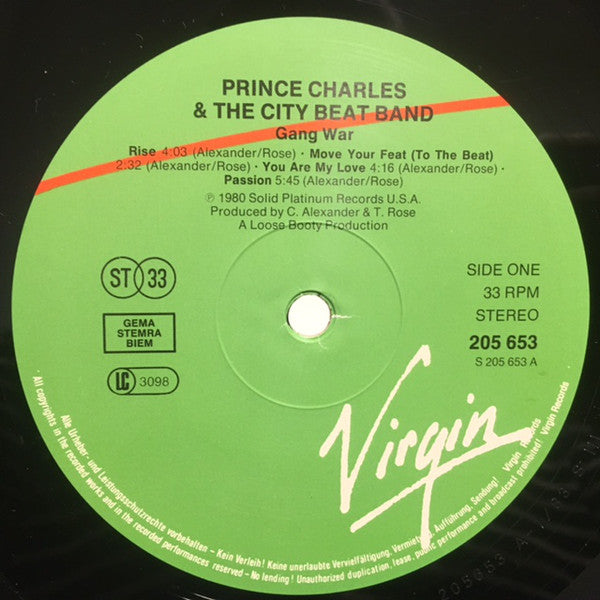 PRINCE CHARLES
& THE CITY BEAT BAND
Gang War
Rise 4:03 (Alexander/Rose) · Move Your Feat (To The Beat)
2:32 (Alexander/Rose) · You Are My Love 4:16 (Alexander/Rose) ·
Passion 5:45 (Alexander/Rose)
℗ 1980 Solid Platinum Records U.S.A.
Produced by C. Alexander & T. Rose
A Loose Booty Production
ST 33
GEMA
STEMRA
BIEM
LC 3098
SIDE ONE
33 RPM
STEREO
205 653
S 205 653 A
Virgin
Alle Urheber- und Leistungsschutzrechte vorbehalten – Kein Verleih! Keine unerlaubte Vervielfältigung, Vermietung, Aufführung, Sendung! Virgin Records
All copyrights in the recorded works and in the recorded performances reserved – No lending! Unauthorized duplication, lease, public performance and broadcast prohibited! Virgin Records